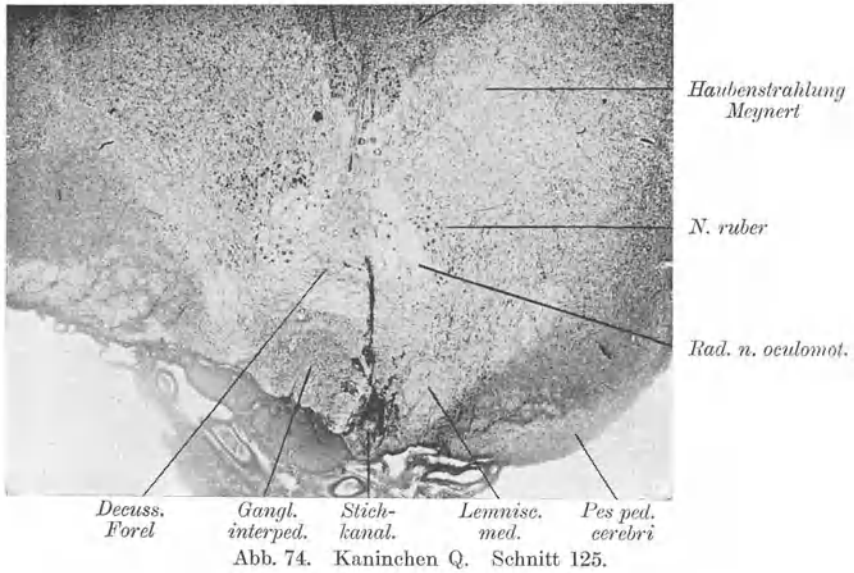 Haubenstrahlung
Meynert
N. ruber
Rad. n. oculomot.
Decuss.
Forel
Gangl.
interped.
Stich-
kanal.
Lemnisc.
med.
Pes ped.
cerebri
Abb. 74. Kaninchen Q. Schnitt 125.